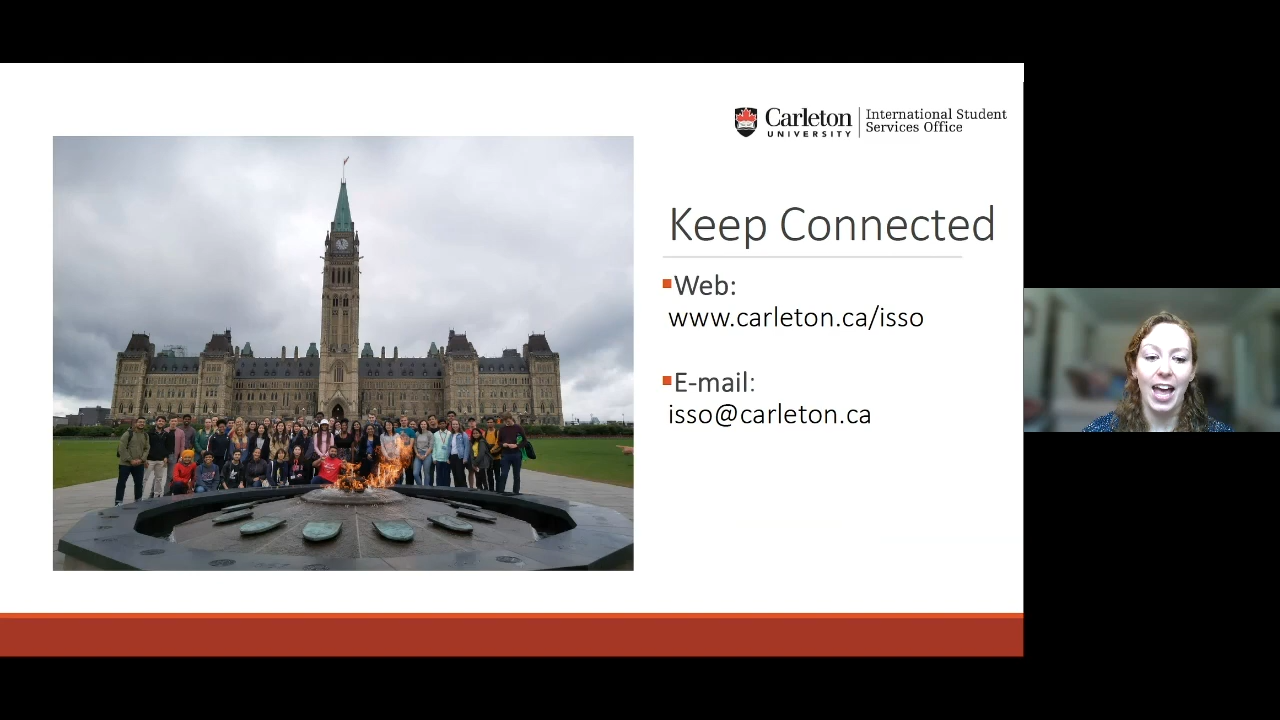 Carleton
UNIVERSITY
International Student
Services Office
Keep Connected
Web:
www.carleton.ca/isso
E-mail:
isso@carleton.ca